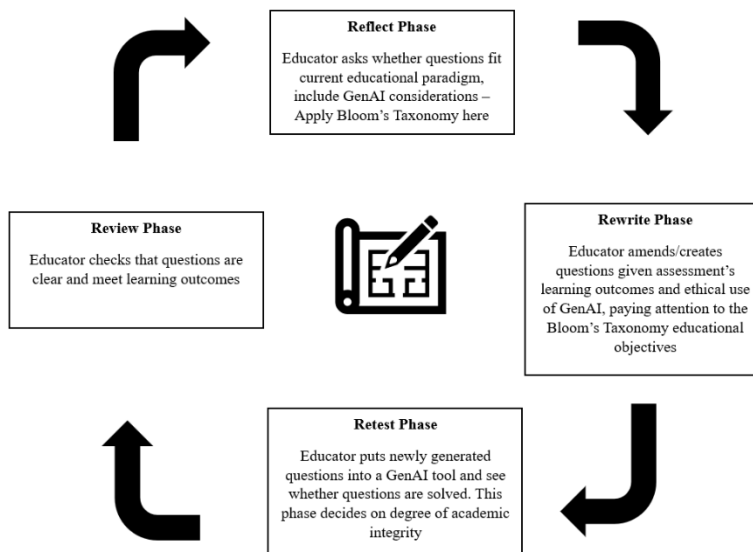 Reflect Phase
Educator asks whether questions fit
current educational paradigm,
include GenAI considerations –
Apply Bloom's Taxonomy here
Rewrite Phase
Educator amends/creates
questions given assessment's
learning outcomes and ethical use
of GenAI, paying attention to the
Bloom's Taxonomy educational
objectives
Retest Phase
Educator puts newly generated
questions into a GenAI tool and see
whether questions are solved. This
phase decides on degree of academic
integrity
Review Phase
Educator checks that questions are
clear and meet learning outcomes